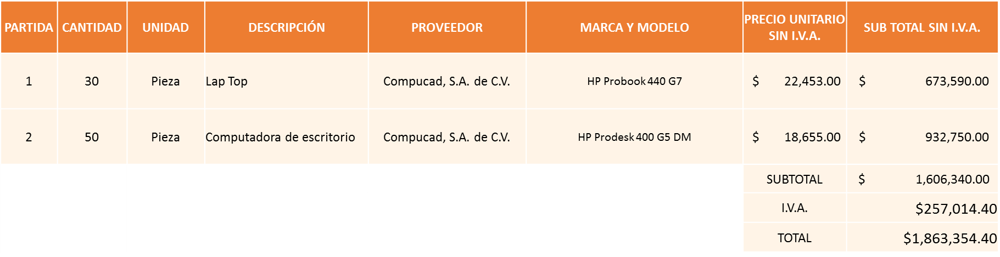 PARTIDA CANTIDAD UNIDAD DESCRIPCIÓN PROVEEDOR MARCA Y MODELO PRECIO UNITARIO SIN I.V.A. SUB TOTAL SIN I.V.A.
1 30 Pieza Lap Top Compucad, S.A. de C.V. HP Probook 440 G7 $ 22,453.00 $ 673,590.00
2 50 Pieza Computadora de escritorio Compucad, S.A. de C.V. HP Prodesk 400 G5 DM $ 18,655.00 $ 932,750.00
SUBTOTAL $ 1,606,340.00
I.V.A. $257,014.40
TOTAL $1,863,354.40